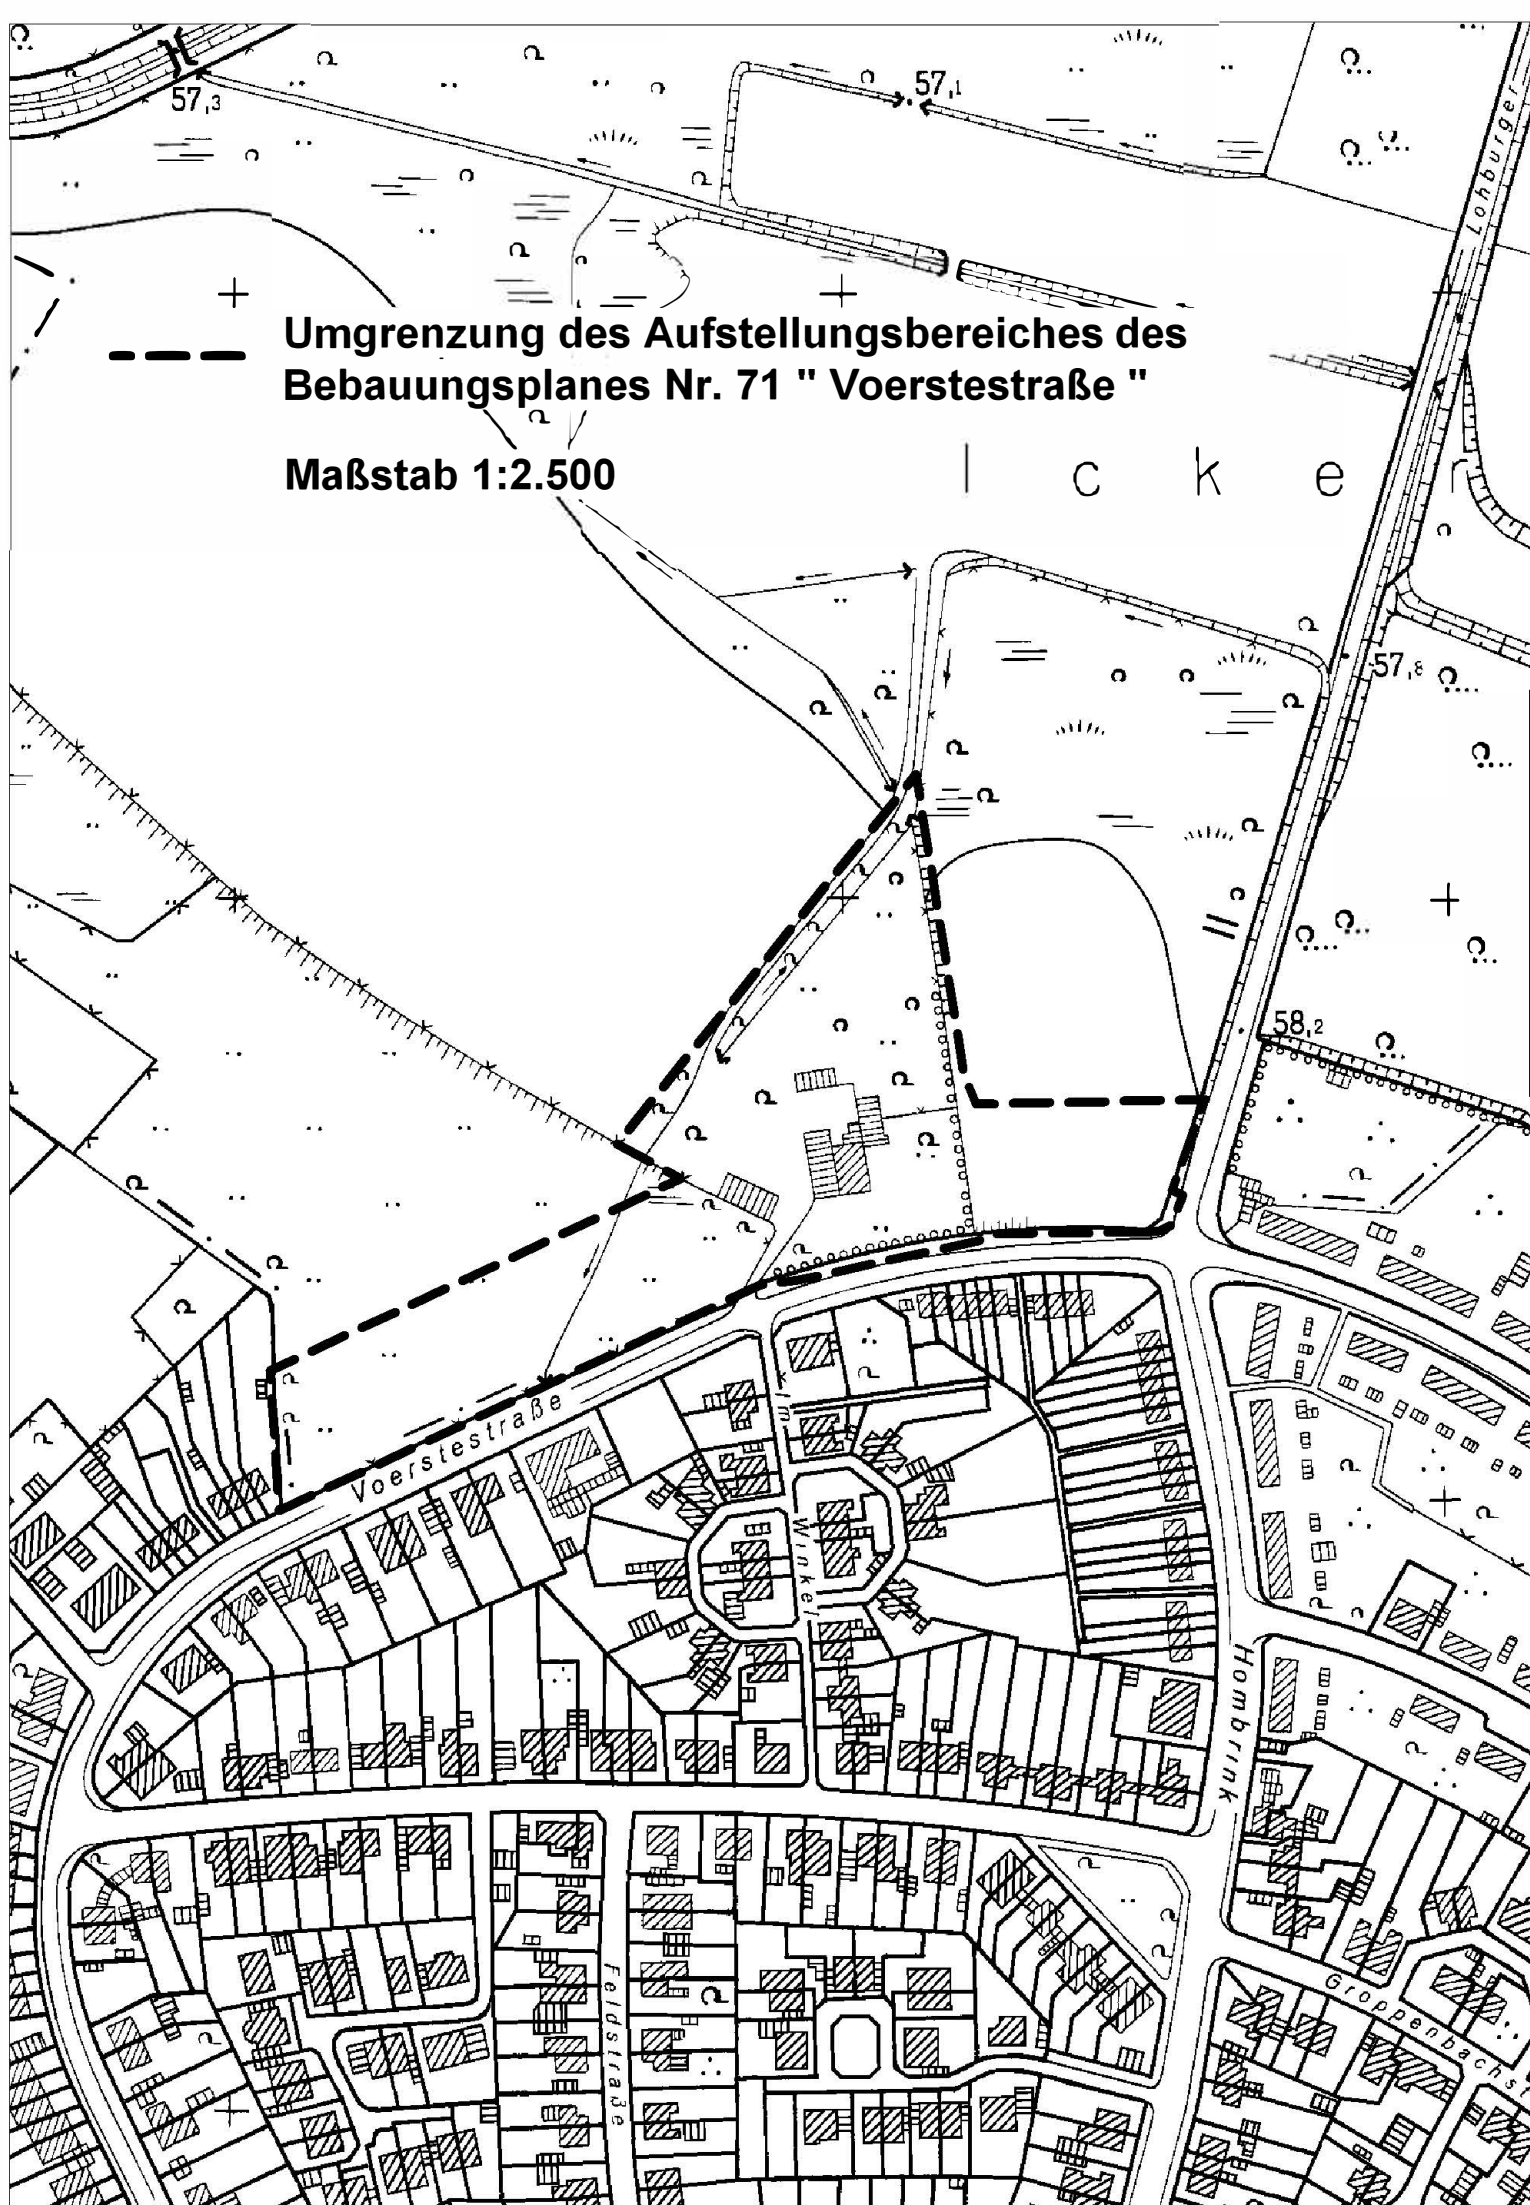 57,3
57,1
Lohburger
Umgrenzung des Aufstellungsbereiches des
Bebauungsplanes Nr. 71 " Voerstestraße "
Maßstab 1:2.500
I c k e r
57,8
58,2
Voerstestraße
Im Winkel
Hombrink
Feldstraße
Groppenbachst